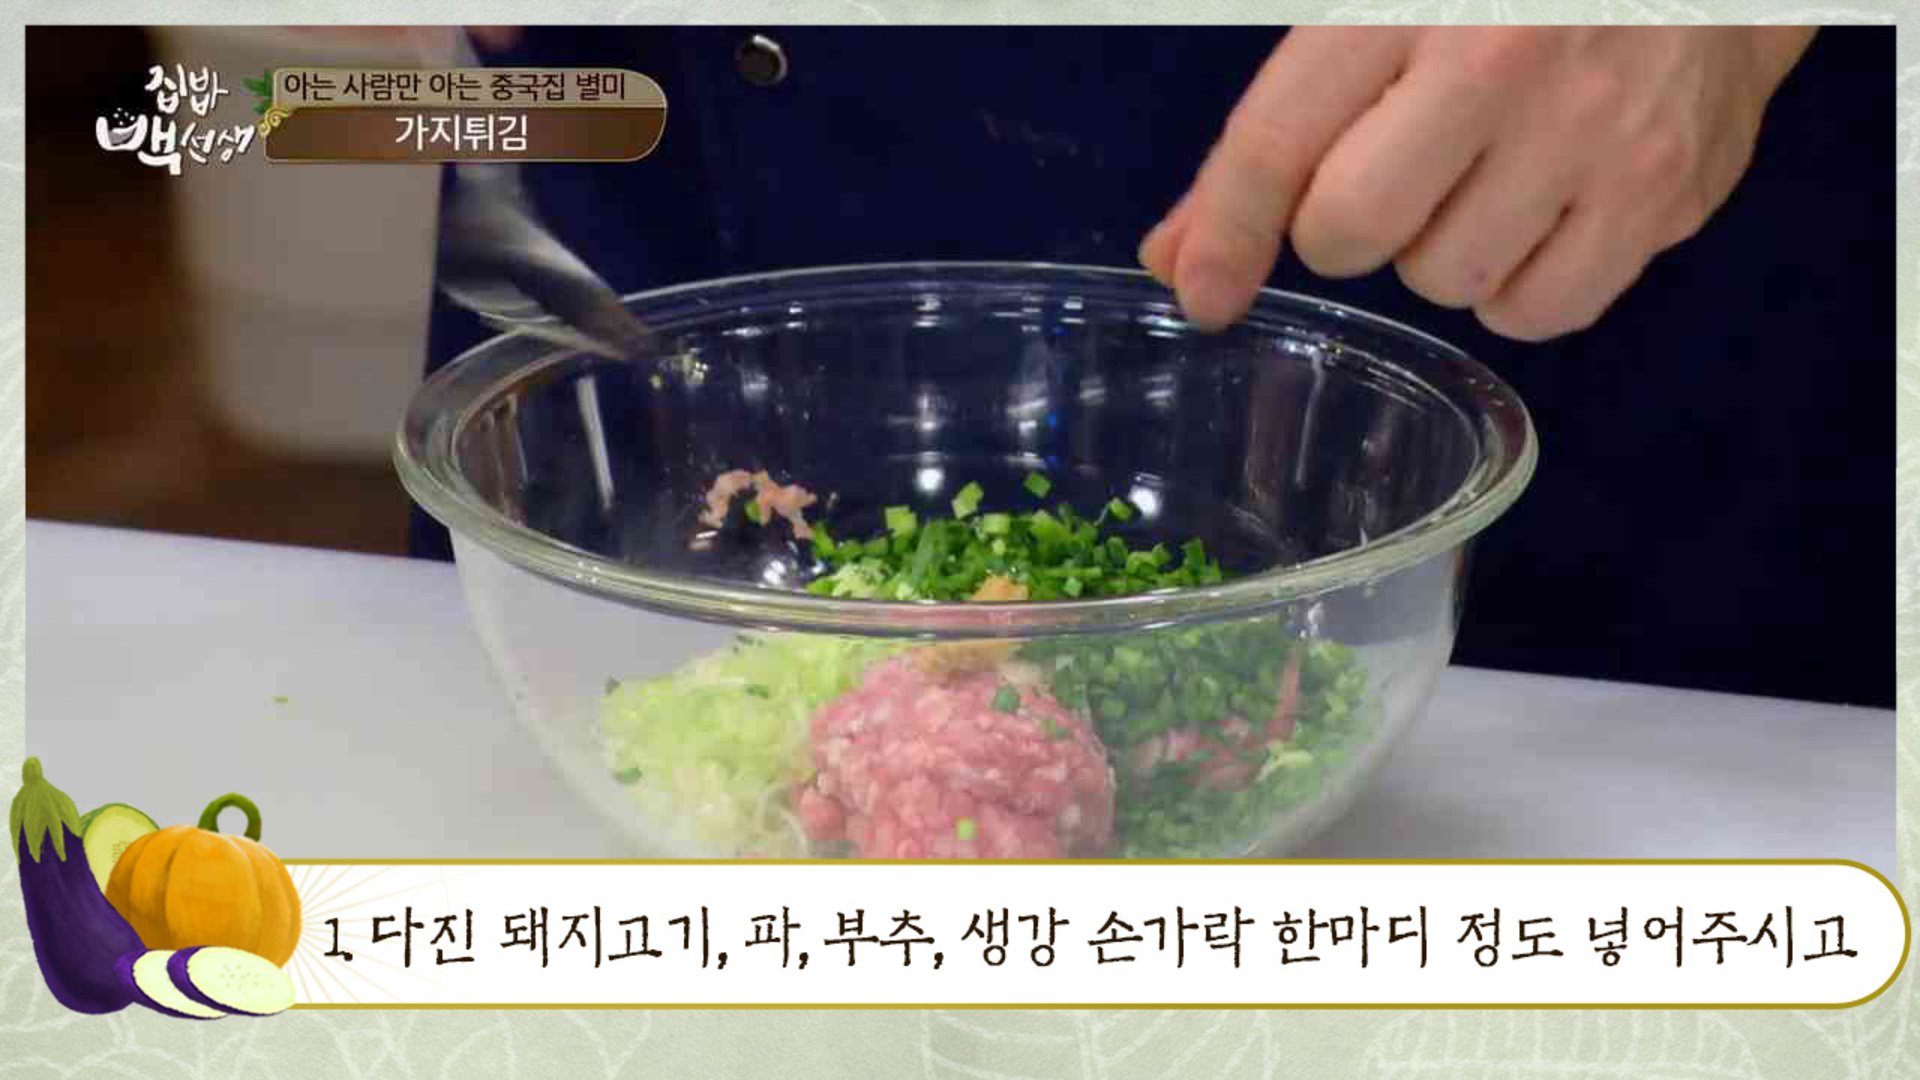 집밥
백선생
아는 사람만 아는 중국집 별미
가지튀김
1. 다진 돼지고기, 파, 부추, 생강 손가락 한마디 정도 넣어주시고